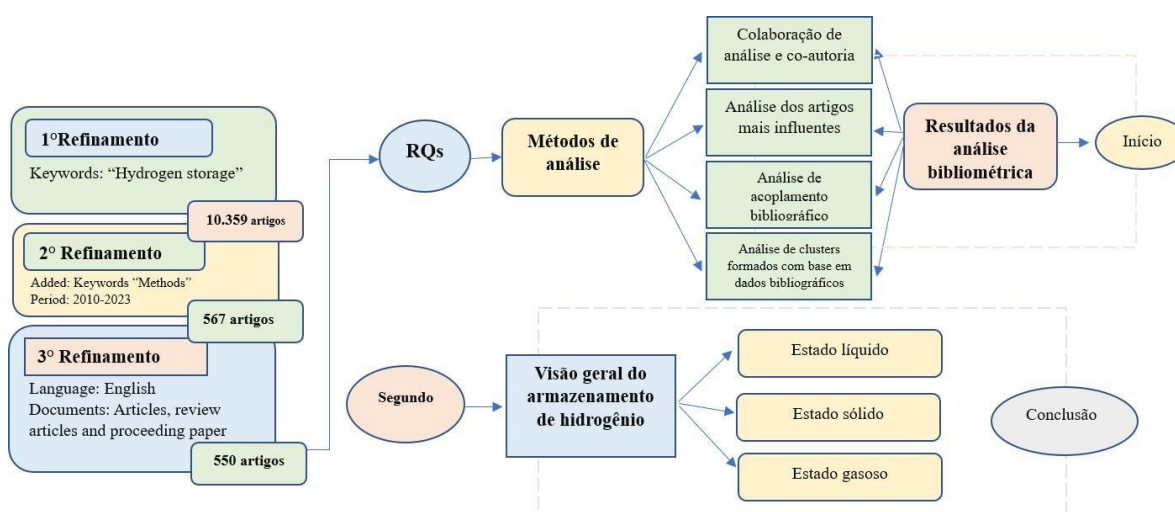 1°Refinamento
Keywords: “Hydrogen storage”
10.359 artigos
2° Refinamento
Added: Keywords “Methods”
Period: 2010-2023
567 artigos
3° Refinamento
Language: English
Documents: Articles, review
articles and proceeding paper
550 artigos
RQs
Métodos de
análise
Colaboração de
análise e co-autoria
Análise dos artigos
mais influentes
Análise de
acoplamento
bibliográfico
Análise de clusters
formados com base em
dados bibliográficos
Resultados da
análise
bibliométrica
Início
Segundo
Visão geral do
armazenamento
de hidrogênio
Estado líquido
Estado sólido
Estado gasoso
Conclusão